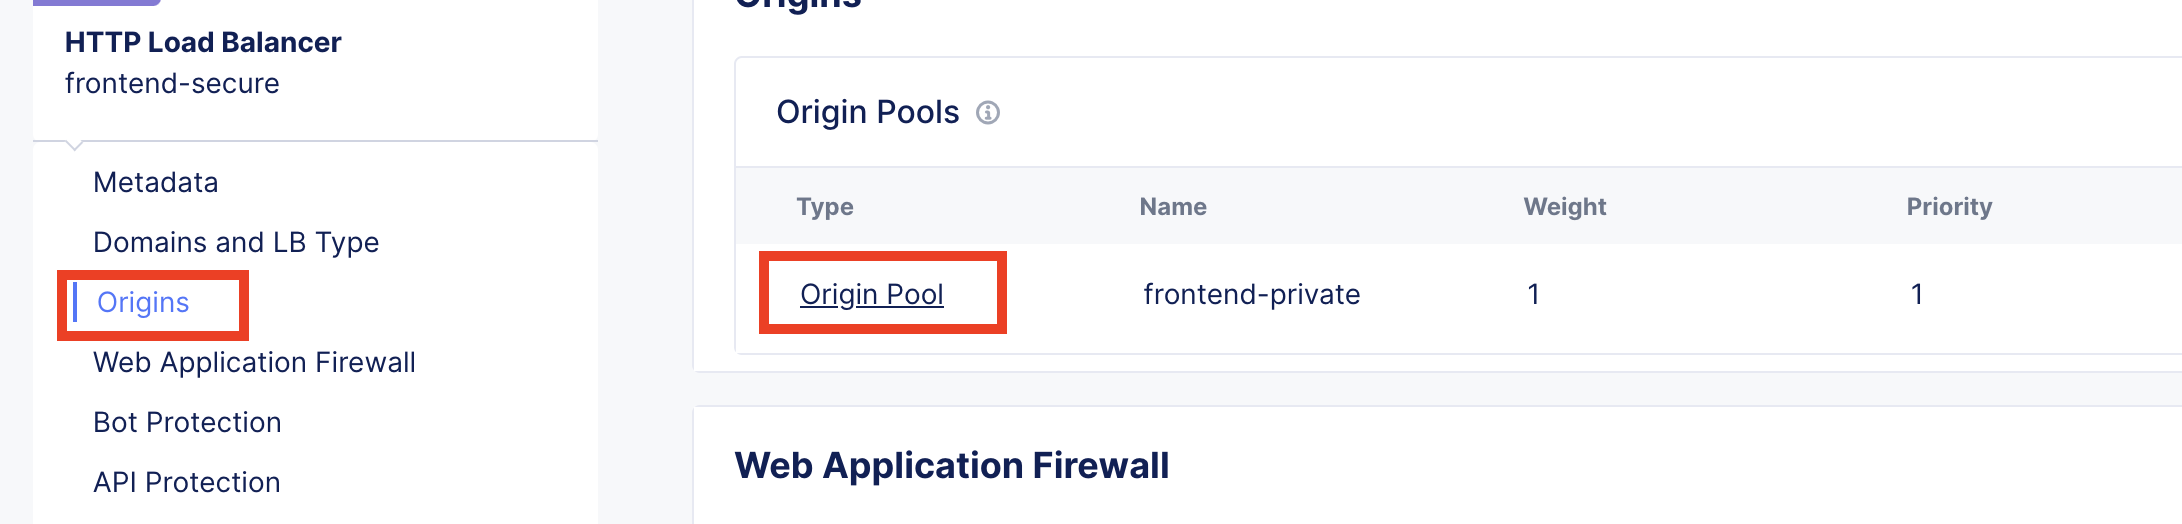 HTTP Load Balancer
frontend-secure
Metadata
Domains and LB Type
Origins
Web Application Firewall
Bot Protection
API Protection
Origins
Origin Pools
Type Name Weight Priority
Origin Pool frontend-private 1 1
Web Application Firewall